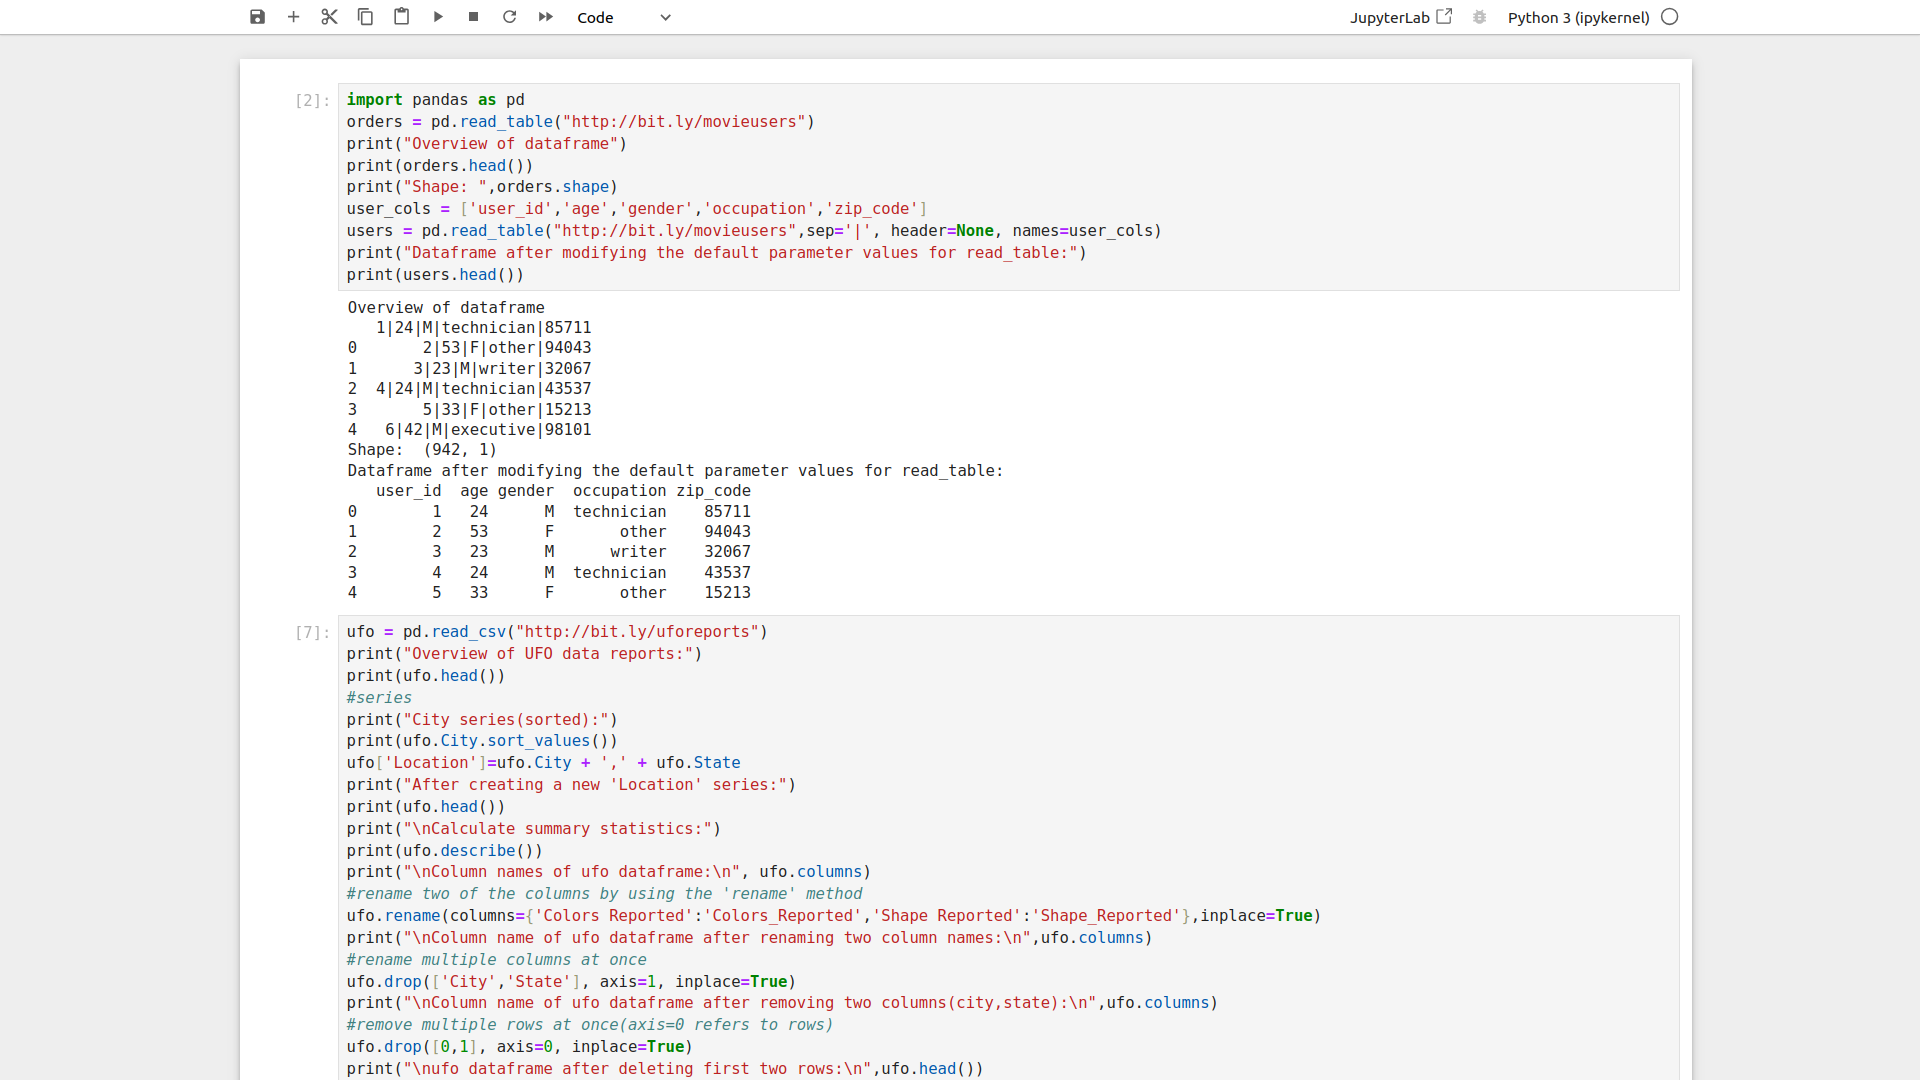 Code
JupyterLab
Python 3 (ipykernel)
[2]:
import pandas as pd
orders = pd.read_table("http://bit.ly/movieusers")
print("Overview of dataframe")
print(orders.head())
print("Shape: ",orders.shape)
user_cols = ['user_id','age','gender','occupation','zip_code']
users = pd.read_table("http://bit.ly/movieusers",sep='|', header=None, names=user_cols)
print("Dataframe after modifying the default parameter values for read_table:")
print(users.head())
Overview of dataframe
   1|24|M|technician|85711
0       2|53|F|other|94043
1      3|23|M|writer|32067
2  4|24|M|technician|43537
3       5|33|F|other|15213
4   6|42|M|executive|98101
Shape:  (942, 1)
Dataframe after modifying the default parameter values for read_table:
   user_id  age gender  occupation zip_code
0        1   24      M  technician    85711
1        2   53      F       other    94043
2        3   23      M      writer    32067
3        4   24      M  technician    43537
4        5   33      F       other    15213
[7]:
ufo = pd.read_csv("http://bit.ly/uforeports")
print("Overview of UFO data reports:")
print(ufo.head())
#series
print("City series(sorted):")
print(ufo.City.sort_values())
ufo['Location']=ufo.City + ',' + ufo.State
print("After creating a new 'Location' series:")
print(ufo.head())
print("\nCalculate summary statistics:")
print(ufo.describe())
print("\nColumn names of ufo dataframe:\n", ufo.columns)
#rename two of the columns by using the 'rename' method
ufo.rename(columns={'Colors Reported':'Colors_Reported','Shape Reported':'Shape_Reported'},inplace=True)
print("\nColumn name of ufo dataframe after renaming two column names:\n",ufo.columns)
#rename multiple columns at once
ufo.drop(['City','State'], axis=1, inplace=True)
print("\nColumn name of ufo dataframe after removing two columns(city,state):\n",ufo.columns)
#remove multiple rows at once(axis=0 refers to rows)
ufo.drop([0,1], axis=0, inplace=True)
print("\nufo dataframe after deleting first two rows:\n",ufo.head())